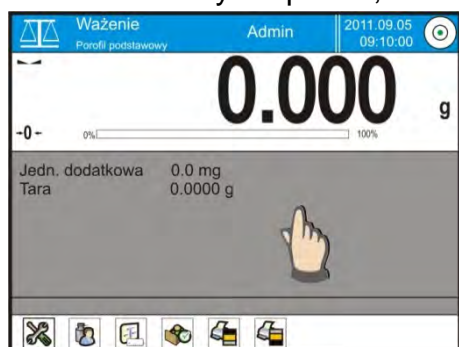 Ważenie
Porofil podstawowy
Admin
2011.09.05
09:10:00
0.000 g
-0-
0% 100%
Jedn. dodatkowa 0.0 mg
Tara 0.0000 g